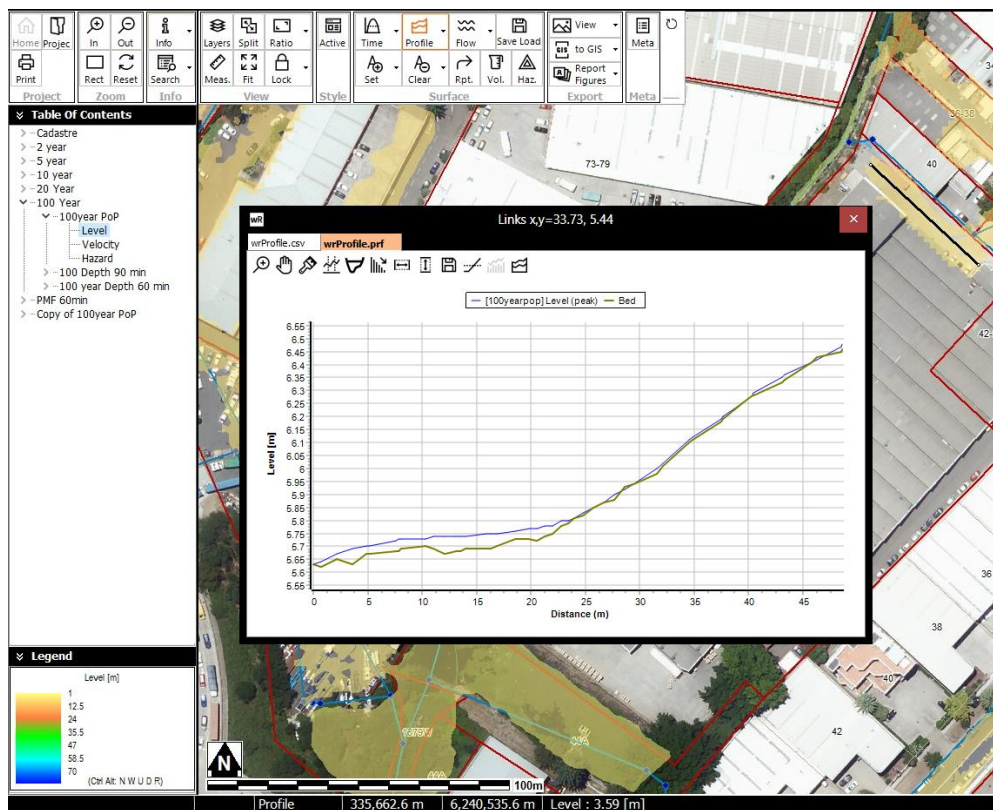 Home Projec In Out Info Layers Split Ratio Active Time Profile Flow Save Load View Meta
Print Rect Reset Search Meas. Fit Lock Set Clear Rpt. Vol. Haz. GIS to GIS Report Figures
Project Zoom Info View Style Surface Export Meta
Table Of Contents
Cadastre
2 year
5 year
10 year
20 Year
100 Year
100year PoP
Level
Velocity
Hazard
100 Depth 90 min
100 year Depth 60 min
PMF 60min
Copy of 100year PoP
Legend
Level [m]
1
12.5
24
35.5
47
58.5
70
(Ctrl Alt: N W U D R)
73-79
36-38
40
wR Links x,y=33.73, 5.44
wrProfile.csv wrProfile.prf
[100yearpop] Level (peak) Bed
6.55
6.5
6.45
6.4
6.35
6.3
6.25
6.2
6.15
6.1
6.05
6
5.95
5.9
5.85
5.8
5.75
5.7
5.65
5.6
5.55
Level [m]
0 5 10 15 20 25 30 35 40 45
Distance (m)
36
38
40
42
44A
N
100m
Profile 335,662.6 m 6,240,535.6 m Level : 3.59 [m]